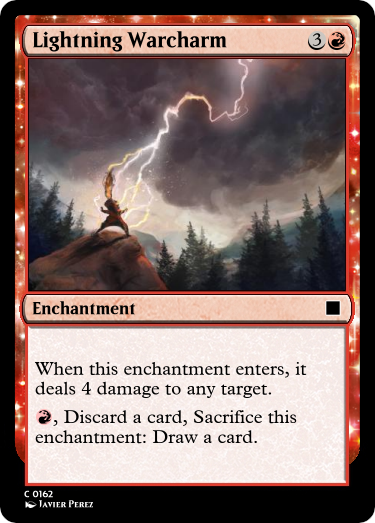 Lightning Warcharm 3
Enchantment
When this enchantment enters, it
deals 4 damage to any target.
, Discard a card, Sacrifice this
enchantment: Draw a card.
C 0162
Javier Perez